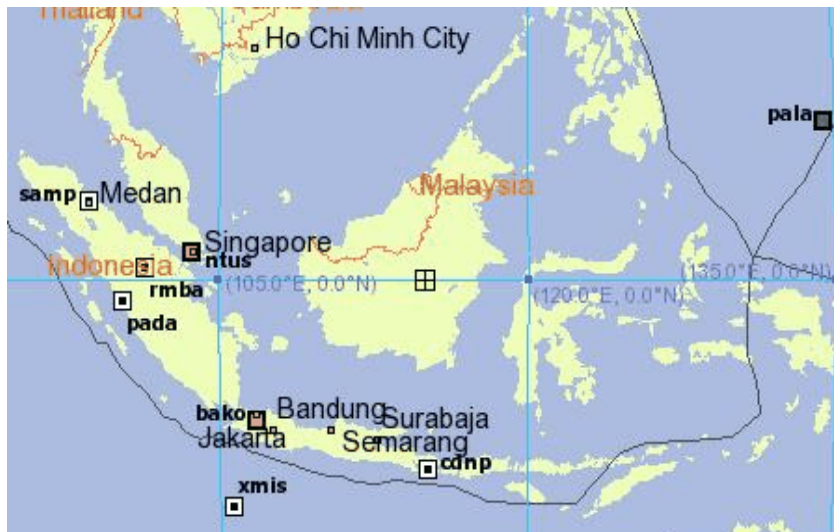 Thailand
Ho Chi Minh City
pala
samp
Medan
Malaysia
Singapore
ntus
Indonesia
(105.0°E, 0.0°N)
(120.0°E, 0.0°N)
(135.0°E, 0.0°N)
rmba
pada
bako
Bandung
Surabaja
Jakarta
Semarang
cdnp
xmis